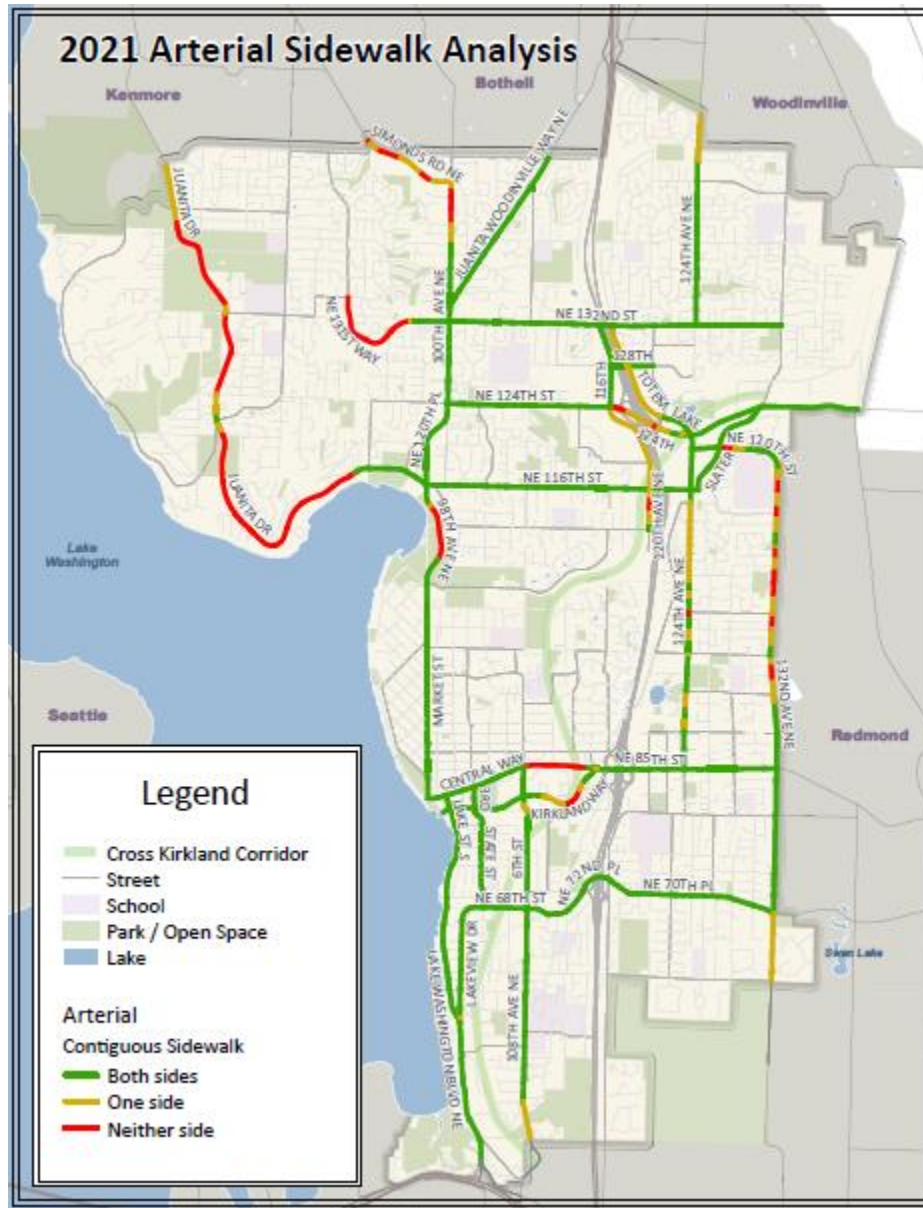 2021 Arterial Sidewalk Analysis
Kenmore
Bothell
Woodinville
SIMONDS RD NE
JUANITA WOODINVILLE WAY NE
JUANITA DR
100TH AVE NE
124TH AVE NE
NE 131ST WAY
NE 132ND ST
128TH
116TH
TOTEM LAKE
NE 124TH ST
124TH
NE 120TH PL
NE 120TH ST
SLATER
NE 116TH ST
JUANITA DR
98TH AVE NE
120TH AVE NE
124TH AVE NE
Lake
Washington
132ND AVE NE
MARKET ST
Seattle
Redmond
CENTRAL WAY
NE 85TH ST
KIRKLAND WAY
3RD
LAKE ST S
STATE ST
6TH ST
NE 72ND PL
NE 70TH PL
NE 68TH ST
LAKEVIEW DR
Swan Lake
LAKE WASHINGTON BLVD NE
108TH AVE NE
Legend
Cross Kirkland Corridor
Street
School
Park / Open Space
Lake
Arterial
Contiguous Sidewalk
Both sides
One side
Neither side